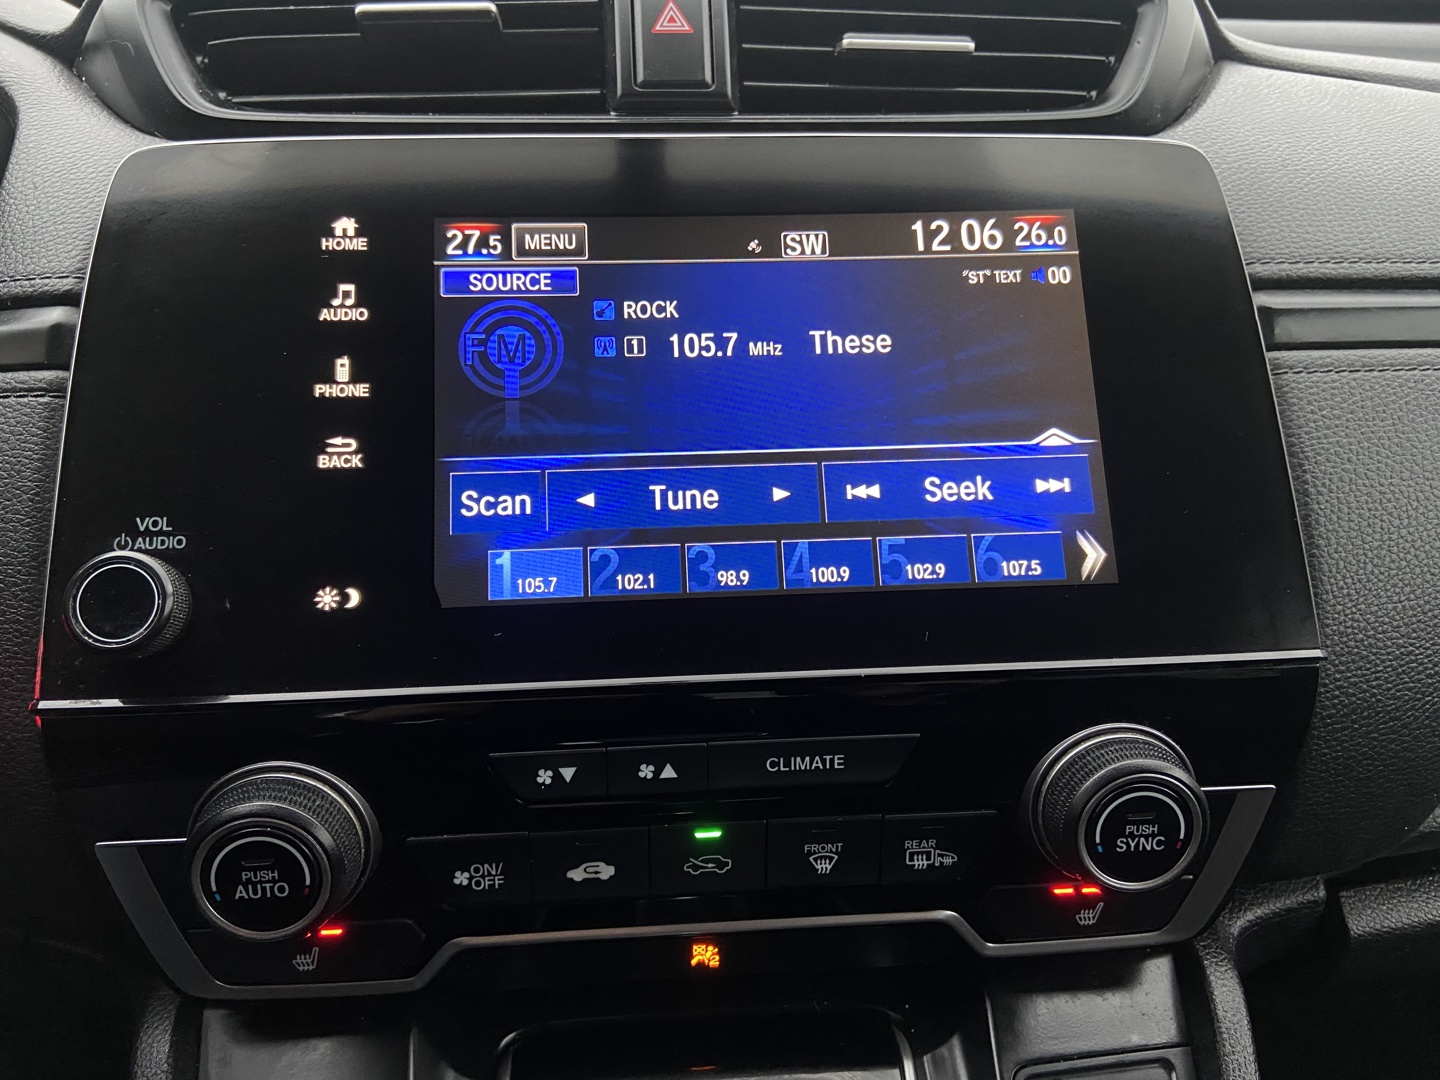 27.5 MENU SW 12 06 26.0
SOURCE "ST" TEXT 00
FM
ROCK
1 105.7 MHz These
Scan Tune Seek
1 105.7 2 102.1 3 98.9 4 100.9 5 102.9 6 107.5
HOME
AUDIO
PHONE
BACK
VOL
AUDIO
CLIMATE
PUSH
AUTO
ON/
OFF
FRONT
REAR
PUSH
SYNC
2